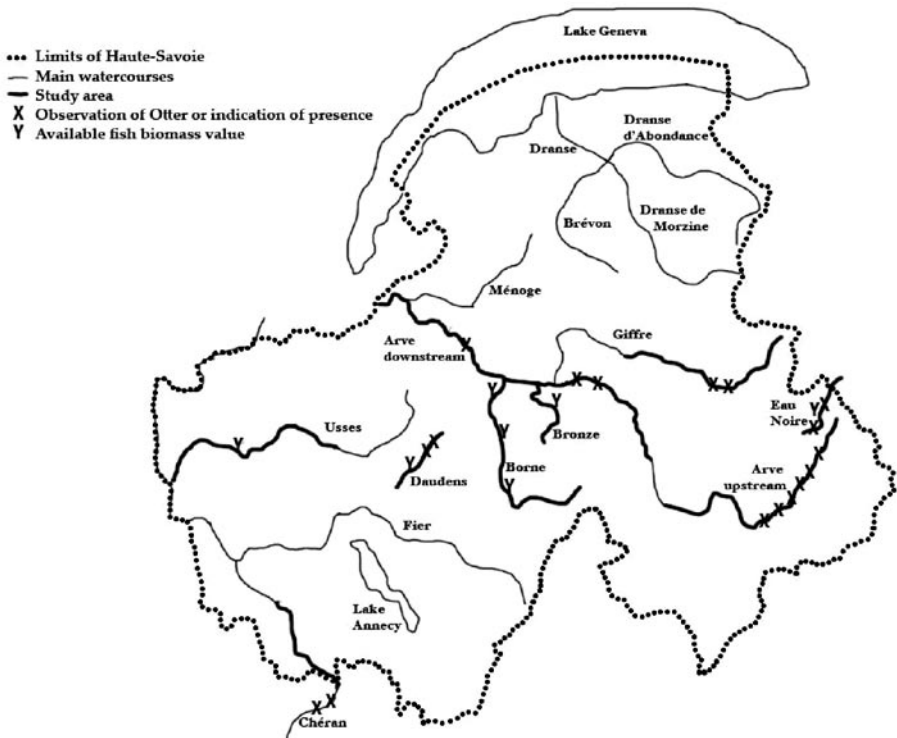 Lake Geneva
Limits of Haute-Savoie
Main watercourses
Study area
X Observation of Otter or indication of presence
Y Available fish biomass value
Dranse
d'Abondance
Dranse
Dranse de
Morzine
Brévon
Ménoge
Giffre
Arve
downstream
Eau
Noire
Usses
Bronze
Daudens
Borne
Arve
upstream
Fier
Lake
Annecy
Chéran